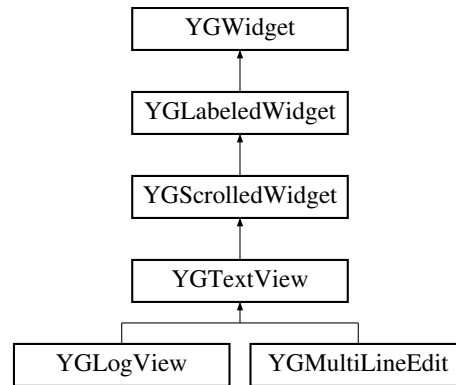 YGWidget
YGLabeledWidget
YGScrolledWidget
YGTextView
YGLogView
YGMultiLineEdit